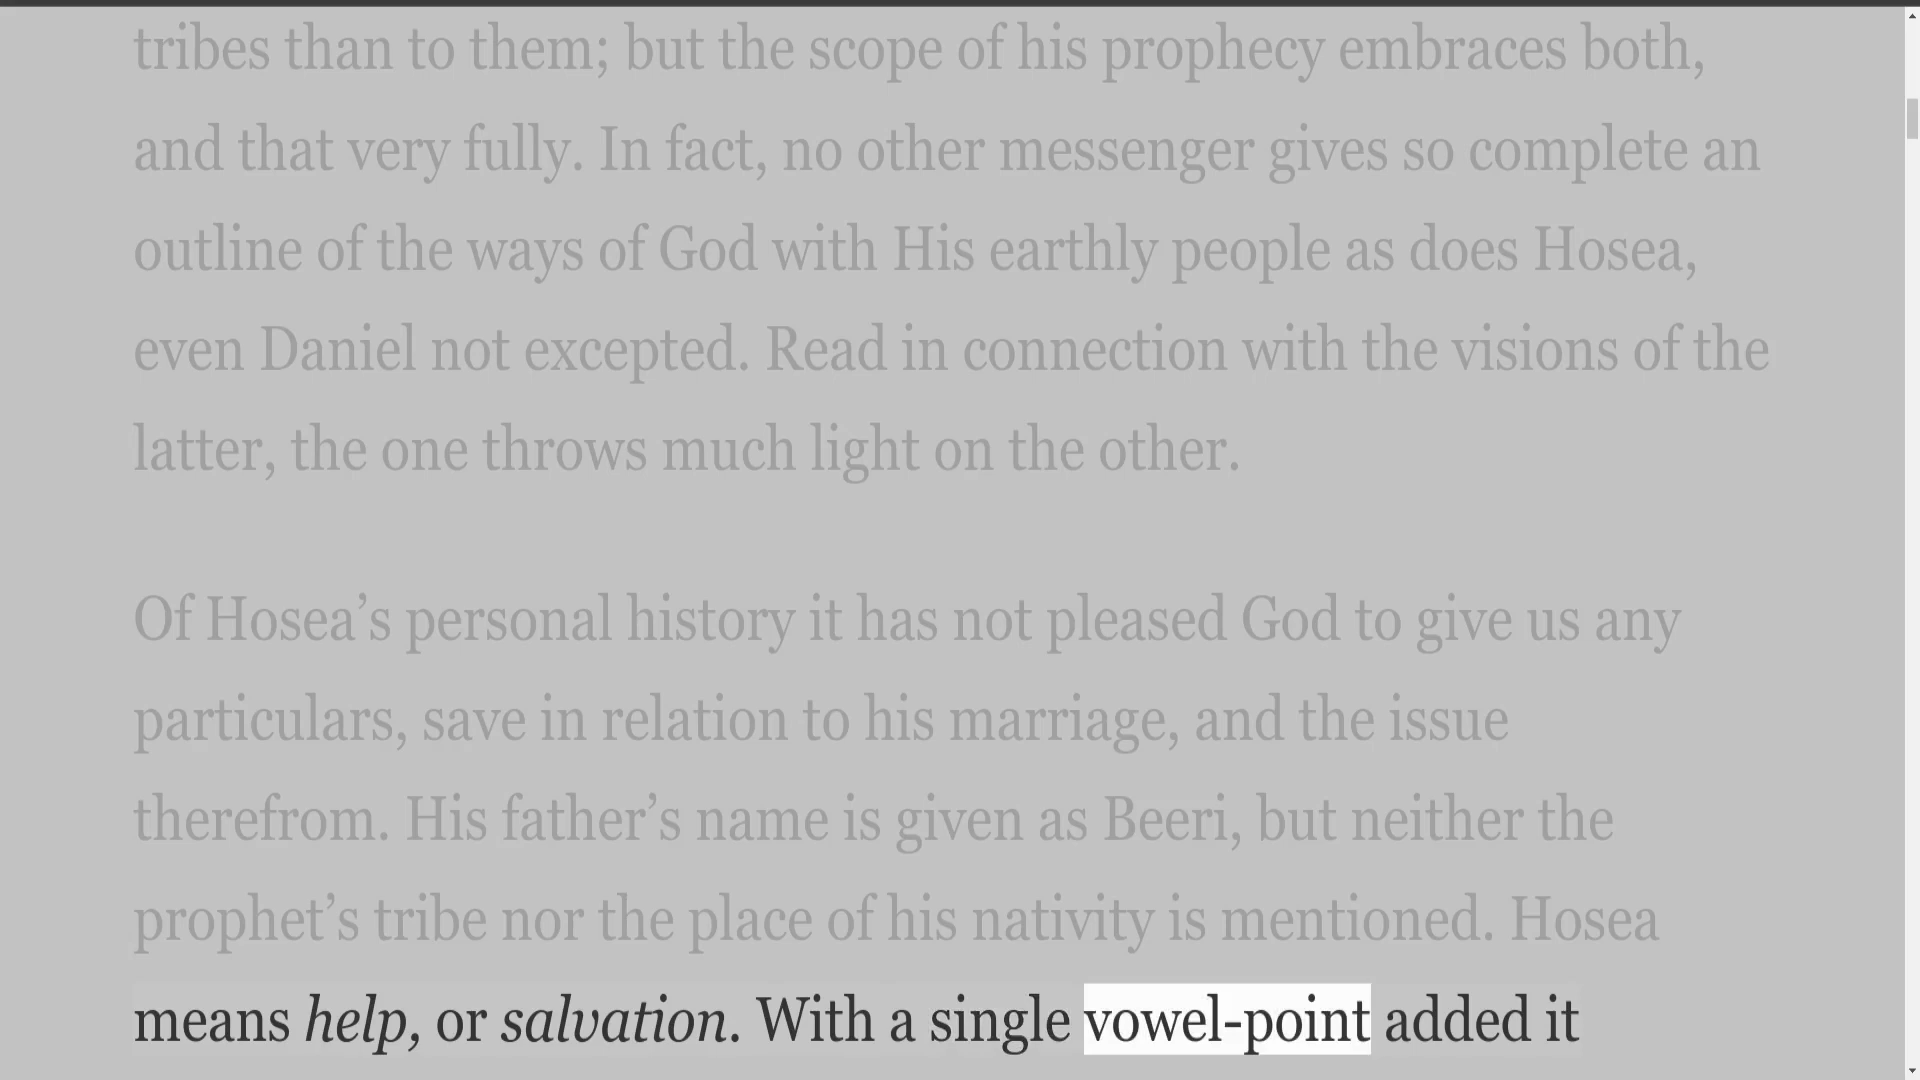 tribes than to them; but the scope of his prophecy embraces both,
and that very fully. In fact, no other messenger gives so complete an
outline of the ways of God with His earthly people as does Hosea,
even Daniel not excepted. Read in connection with the visions of the
latter, the one throws much light on the other.
Of Hosea’s personal history it has not pleased God to give us any
particulars, save in relation to his marriage, and the issue
therefrom. His father’s name is given as Beeri, but neither the
prophet’s tribe nor the place of his nativity is mentioned. Hosea
means help, or salvation. With a single vowel-point added it